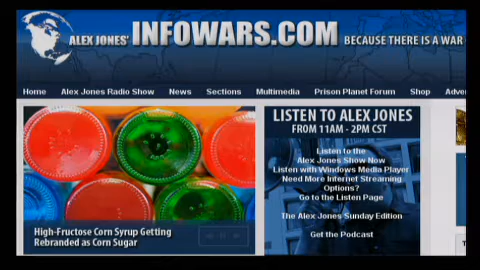 ALEX JONES' INFOWARS.COM BECAUSE THERE IS A WAR
Home Alex Jones Radio Show News Sections Multimedia Prison Planet Forum Shop Adve
LISTEN TO ALEX JONES
FROM 11AM - 2PM CST
Listen to the
Alex Jones Show Now
Listen with Windows Media Player
Need More Internet Streaming
Options?
Go to the Listen Page
The Alex Jones Sunday Edition
Get the Podcast
High-Fructose Corn Syrup Getting
Rebranded as Corn Sugar